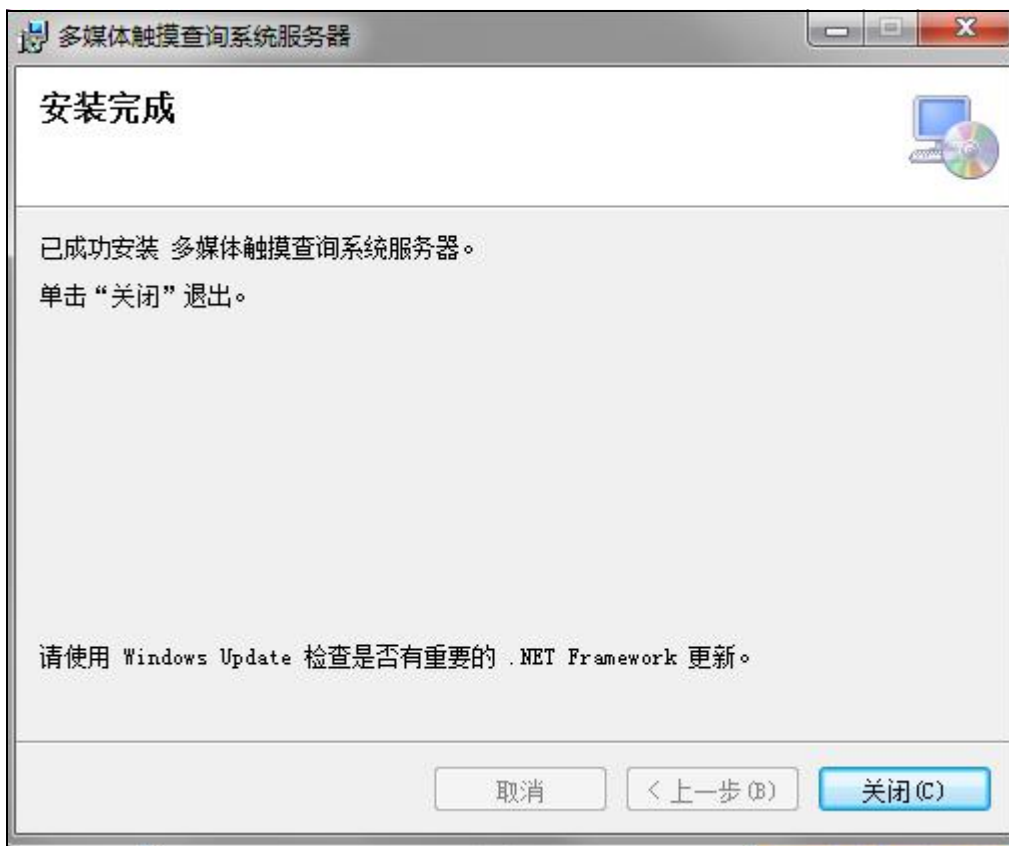 多媒体触摸查询系统服务器
安装完成
已成功安装 多媒体触摸查询系统服务器。
单击“关闭”退出。
请使用 Windows Update 检查是否有重要的 .NET Framework 更新。
取消
< 上一步(B)
关闭(C)